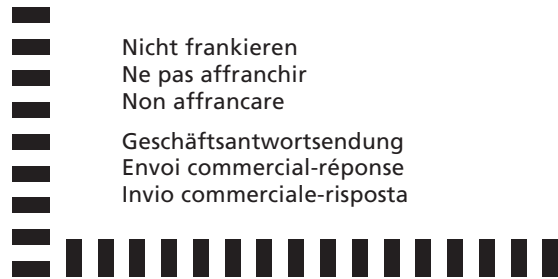 Nicht frankieren
Ne pas affranchir
Non affrancare
Geschäftsantwortsendung
Envoi commercial-réponse
Invio commerciale-risposta